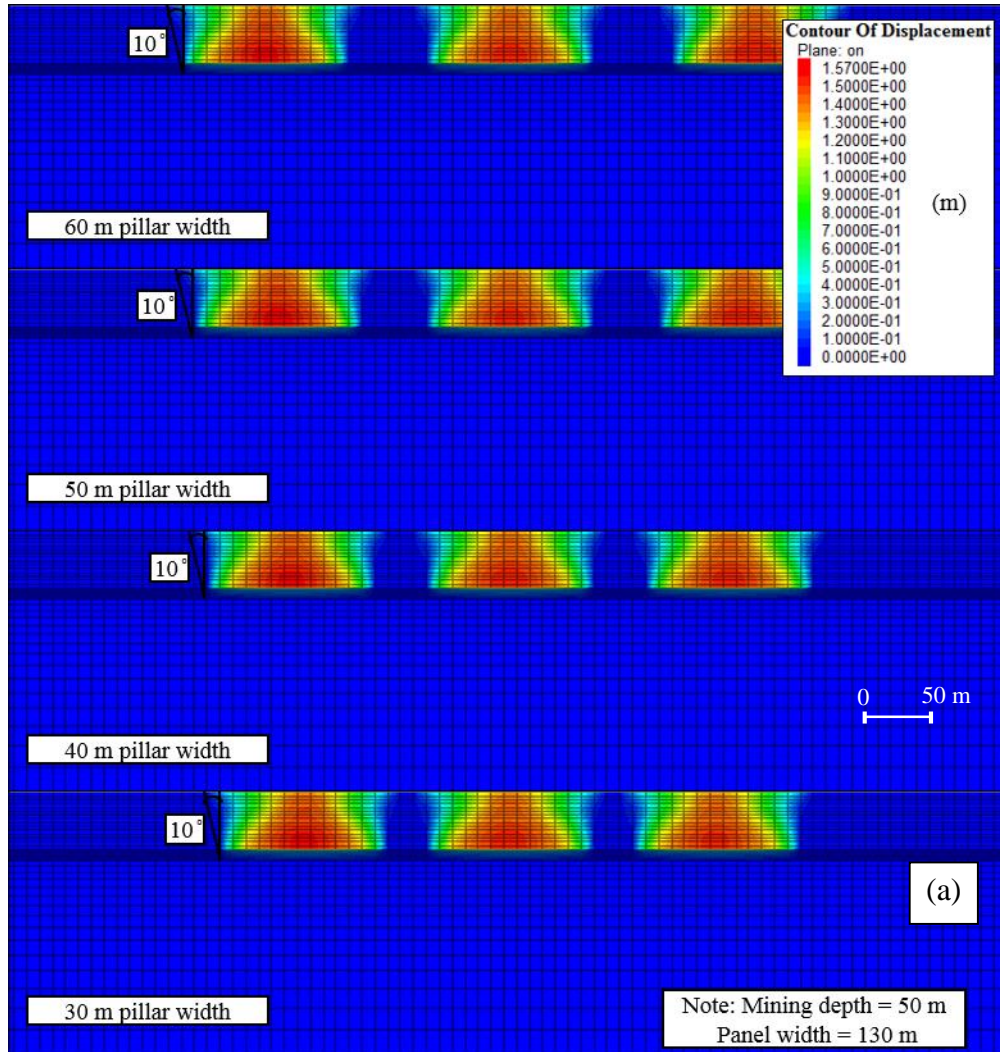 10°
Contour Of Displacement
Plane: on
1.5700E+00
1.5000E+00
1.4000E+00
1.3000E+00
1.2000E+00
1.1000E+00
1.0000E+00
9.0000E-01
8.0000E-01
7.0000E-01
6.0000E-01
5.0000E-01
4.0000E-01
3.0000E-01
2.0000E-01
1.0000E-01
0.0000E+00
(m)
60 m pillar width
10°
50 m pillar width
10°
0 50 m
40 m pillar width
10°
(a)
30 m pillar width
Note: Mining depth = 50 m
Panel width = 130 m